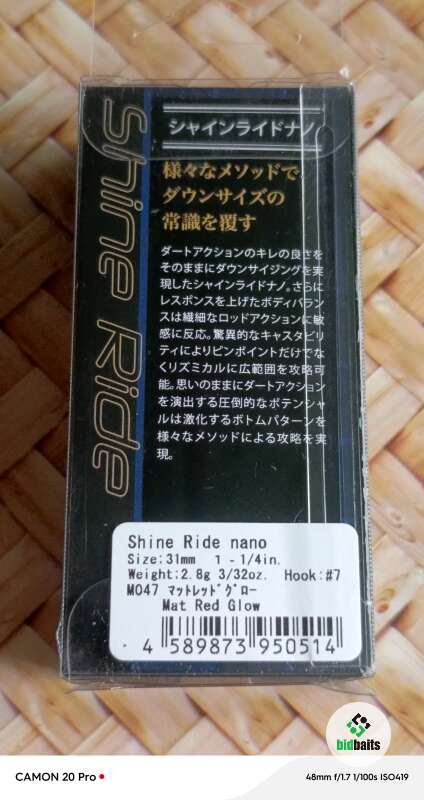 Shine Ride
シャインライドナノ
様々なメソッドで
ダウンサイズの
常識を覆す
ダートアクションのキレの良さを
そのままにダウンサイジングを実
現したシャインライドナノ。さらに
レスポンスを上げたボディバラン
スは繊細なロッドアクションに敏
感に反応。驚異的なキャスタビリ
ティによりピンポイントだけでな
くリズミカルに広範囲を攻略可
能。思いのままにダートアクション
を演出する圧倒的なポテンシャ
ルは激化するボトムパターンを
様々なメソッドによる攻略を実
現。
Shine Ride nano
Size:31mm 1 - 1/4in.
Weight:2.8g 3/32oz. Hook:#7
M047 マットレッドグロー
Mat Red Glow
4 589873 950514
bidbaits
CAMON 20 Pro
48mm f/1.7 1/100s ISO419